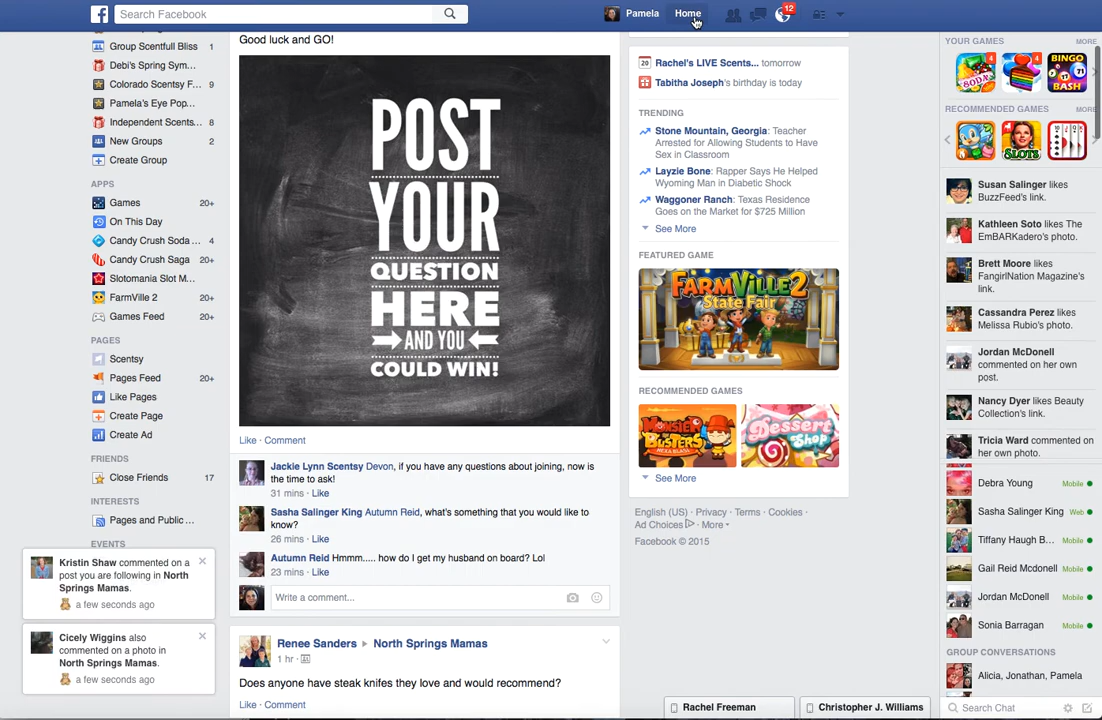 Search Facebook
Pamela
Home
12
Group Scentfull Bliss 1
Debi's Spring Sym...
Colorado Scentsy F... 9
Pamela's Eye Pop...
Independent Scents... 8
New Groups 2
Create Group
APPS
Games 20+
On This Day
Candy Crush Soda ... 4
Candy Crush Saga 20+
Slotomania Slot M...
FarmVille 2 20+
Games Feed 20+
PAGES
Scentsy
Pages Feed 20+
Like Pages
Create Page
Create Ad
FRIENDS
Close Friends 17
INTERESTS
Pages and Public ...
EVENTS
Kristin Shaw commented on a
post you are following in North
Springs Mamas.
a few seconds ago
Cicely Wiggins also
commented on a photo in
North Springs Mamas.
a few seconds ago
Good luck and GO!
POST
YOUR
QUESTION
HERE
AND YOU
COULD WIN!
Like · Comment
Jackie Lynn Scentsy Devon, if you have any questions about joining, now is
the time to ask!
31 mins · Like
Sasha Salinger King Autumn Reid, what's something that you would like to
know?
26 mins · Like
Autumn Reid Hmmm..... how do I get my husband on board? Lol
23 mins · Like
Write a comment...
Renee Sanders North Springs Mamas
1 hr ·
Does anyone have steak knifes they love and would recommend?
Like · Comment
20
Rachel's LIVE Scents... tomorrow
Tabitha Joseph's birthday is today
TRENDING
Stone Mountain, Georgia: Teacher
Arrested for Allowing Students to Have
Sex in Classroom
Layzie Bone: Rapper Says He Helped
Wyoming Man in Diabetic Shock
Waggoner Ranch: Texas Residence
Goes on the Market for $725 Million
See More
FEATURED GAME
FARMVILLE 2
State Fair
RECOMMENDED GAMES
MONSTER
BUSTERS
HEXA BLAST
Dessert
Shop
See More
English (US) · Privacy · Terms · Cookies ·
Ad Choices · More
Facebook © 2015
YOUR GAMES MORE
4
SODA
4
BINGO
71
BASH
RECOMMENDED GAMES MORE
SLOTS
10 J Q K
Susan Salinger likes
BuzzFeed's link.
Kathleen Soto likes The
EmBARKadero's photo.
Brett Moore likes
FangirlNation Magazine's
link.
Cassandra Perez likes
Melissa Rubio's photo.
Jordan McDonell
commented on her own
post.
Nancy Dyer likes Beauty
Collection's link.
Tricia Ward commented on
her own photo.
Debra Young Mobile
Sasha Salinger King Web
Tiffany Haugh B... Mobile
Gail Reid Mcdonell Mobile
Jordan McDonell Mobile
Sonia Barragan Mobile
GROUP CONVERSATIONS
Alicia, Jonathan, Pamela
Search Chat
Rachel Freeman
Christopher J. Williams